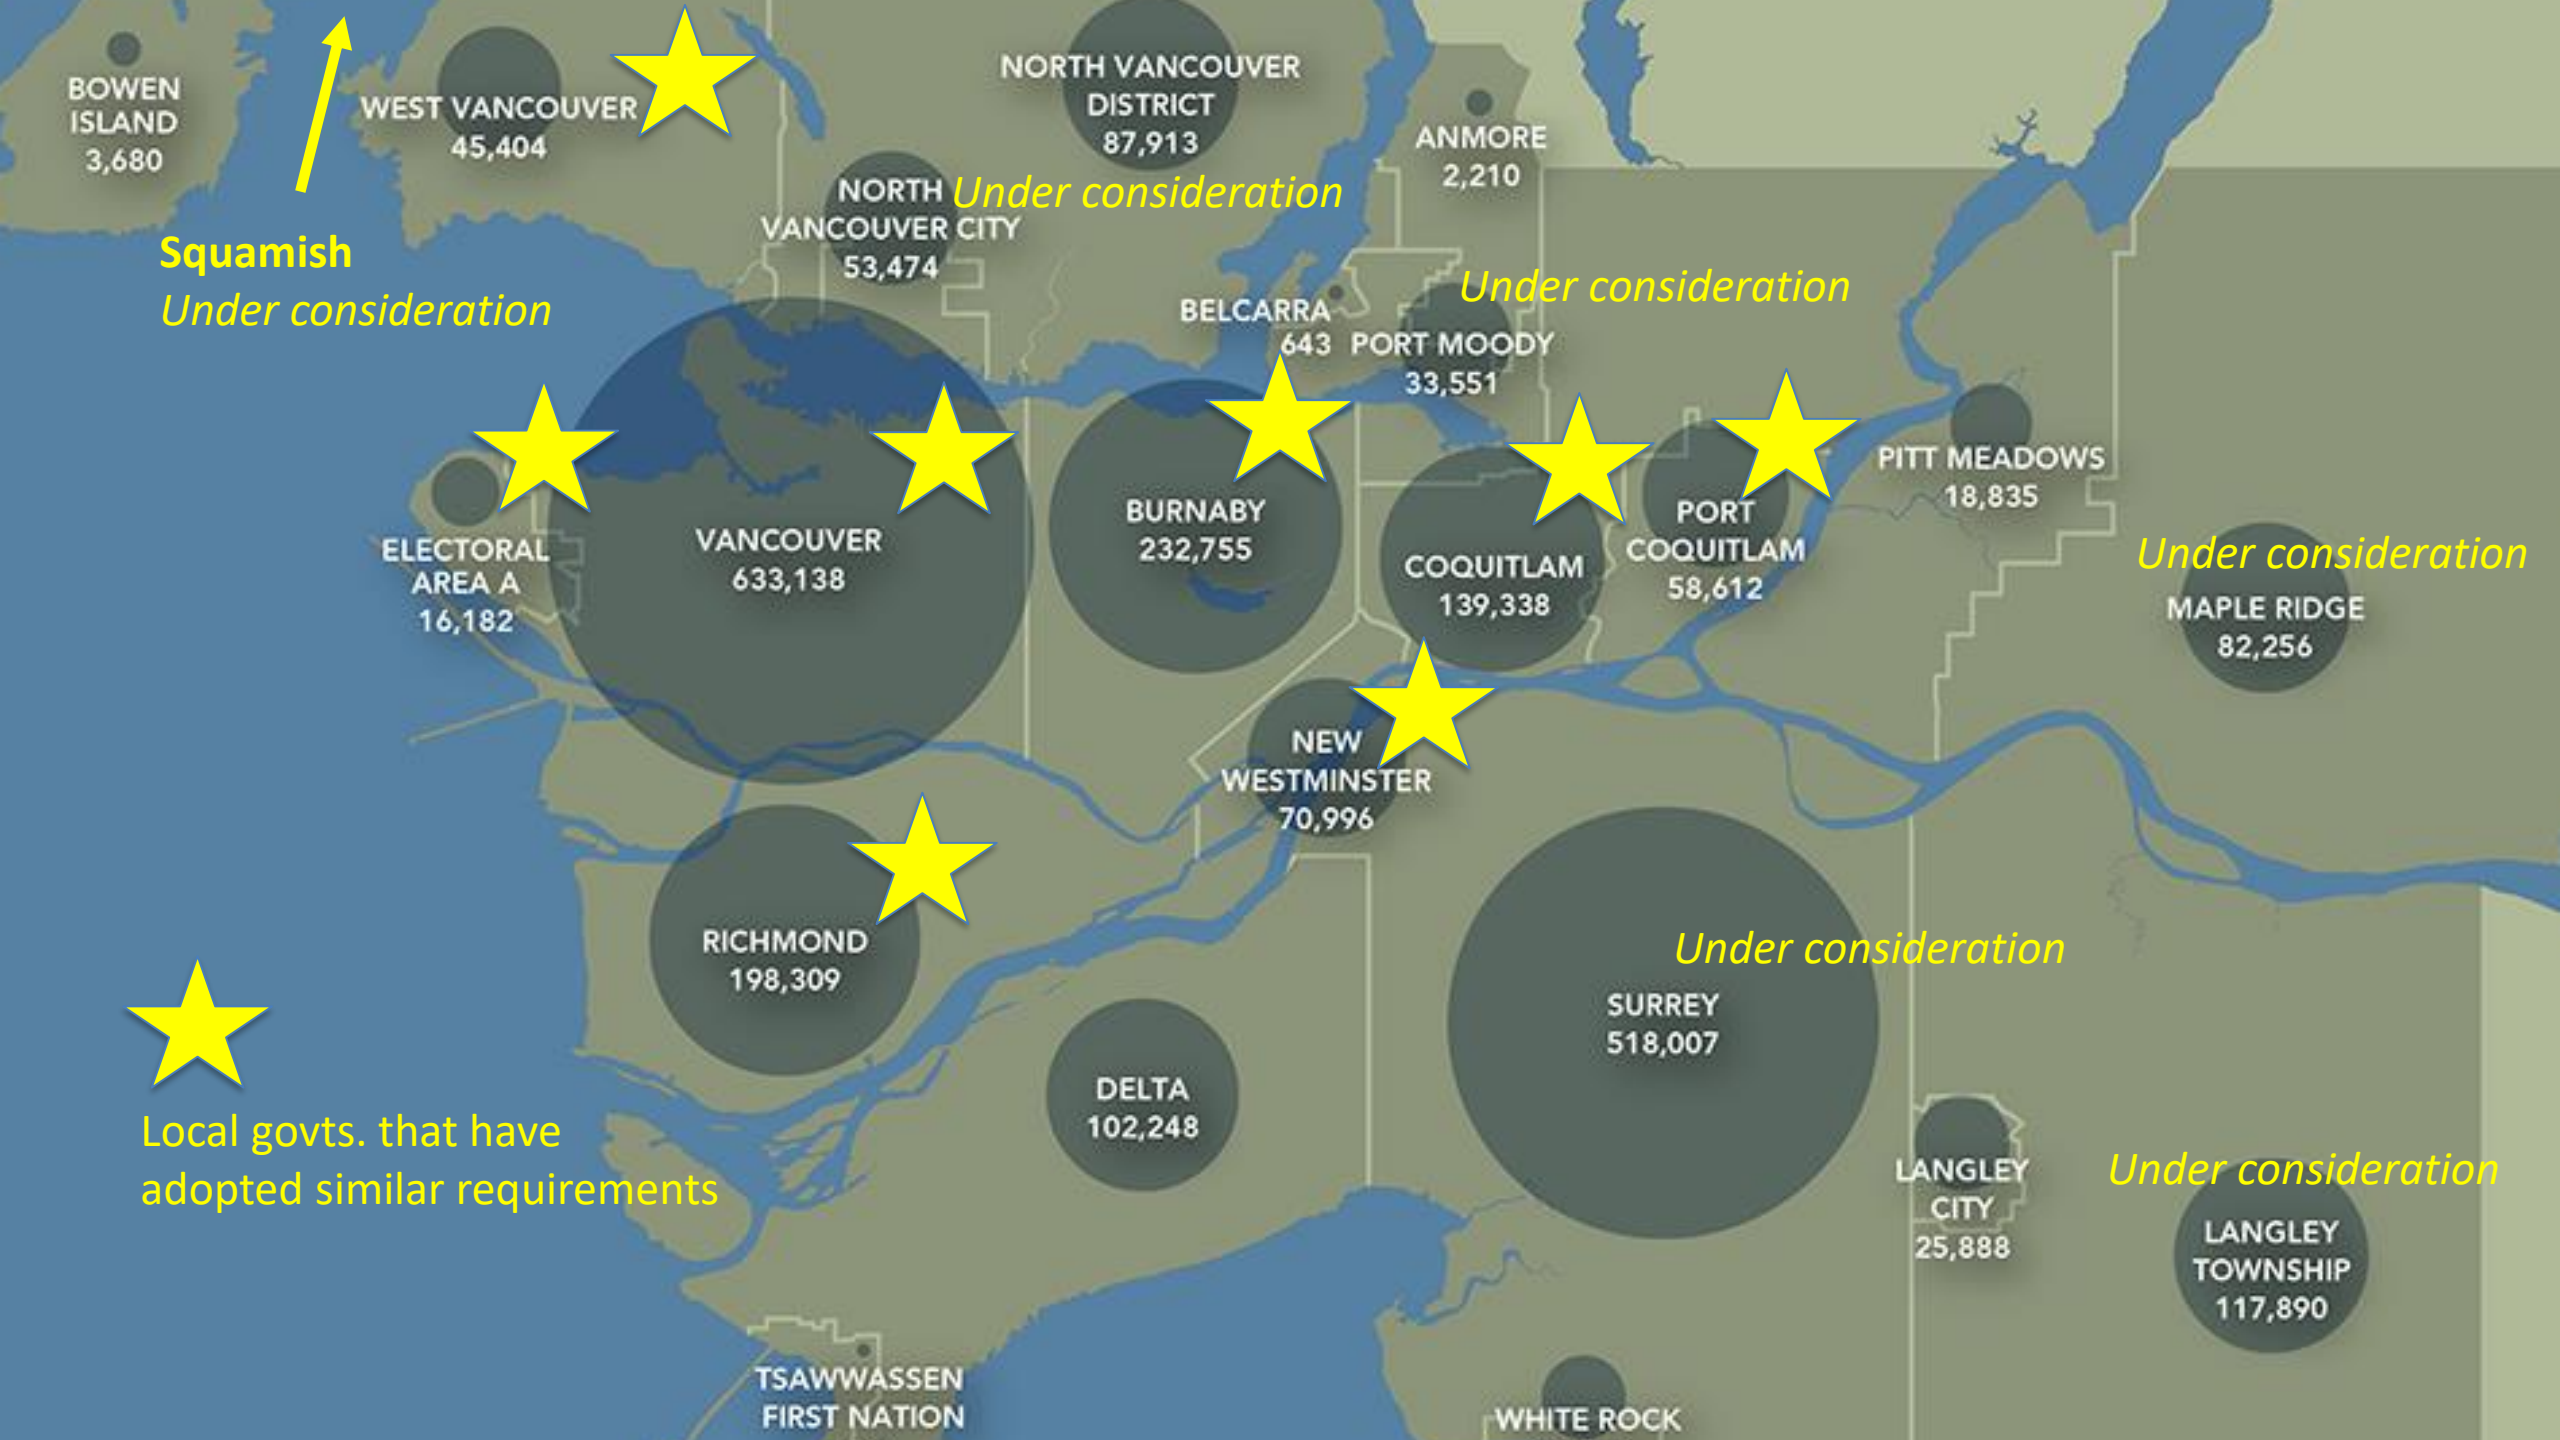 BOWEN
ISLAND
3,680
WEST VANCOUVER
45,404
NORTH VANCOUVER
DISTRICT
87,913
Under consideration
ANMORE
2,210
NORTH
VANCOUVER CITY
53,474
Squamish
Under consideration
Under consideration
BELCARRA
643
PORT MOODY
33,551
ELECTORAL
AREA A
16,182
VANCOUVER
633,138
BURNABY
232,755
COQUITLAM
139,338
PORT
COQUITLAM
58,612
PITT MEADOWS
18,835
Under consideration
MAPLE RIDGE
82,256
NEW
WESTMINSTER
70,996
RICHMOND
198,309
Under consideration
SURREY
518,007
DELTA
102,248
Local govts. that have
adopted similar requirements
LANGLEY
CITY
25,888
Under consideration
LANGLEY
TOWNSHIP
117,890
TSAWWASSEN
FIRST NATION
WHITE ROCK